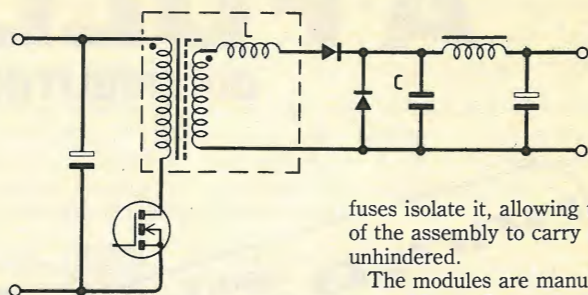 L
C
fuses isolate it, allowing
of the assembly to carry
unhindered.
The modules are manu